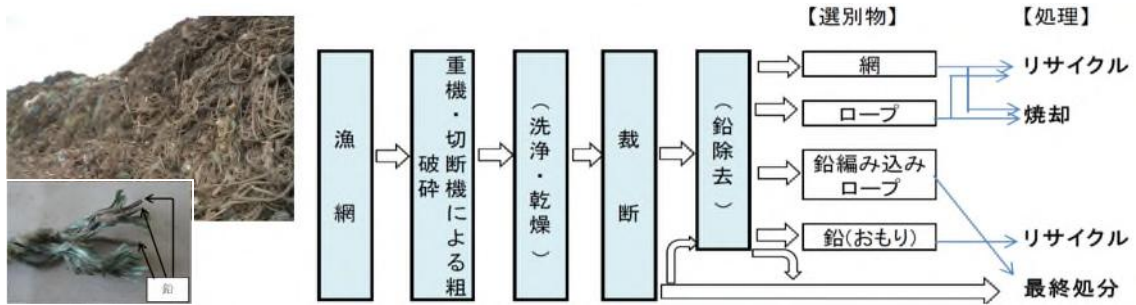 【選別物】
【処理】
漁網
重機・切断機による粗
破砕
(洗浄・乾燥)
裁断
(鉛除去)
網
ロープ
鉛編み込み
ロープ
鉛(おもり)
リサイクル
焼却
リサイクル
最終処分
鉛